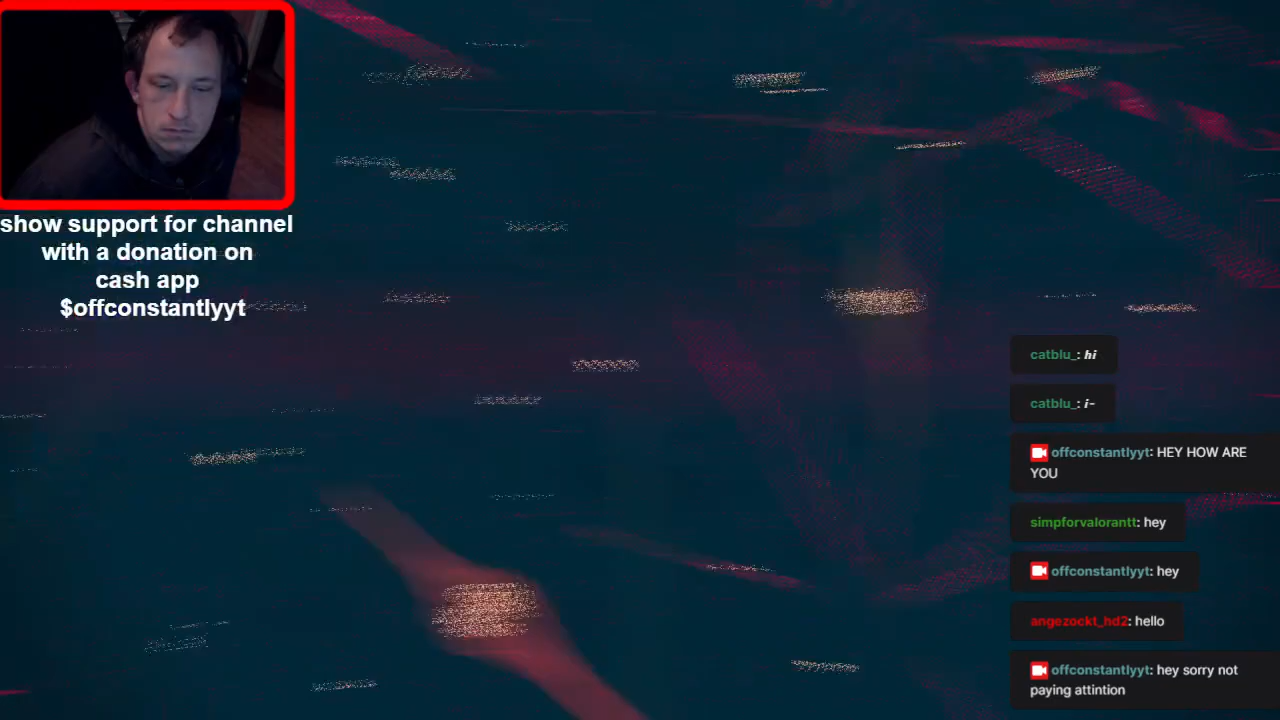 show support for channel
with a donation on
cash app
$offconstantlyyt
catblu_: hi
catblu_: i-
offconstantlyyt: HEY HOW ARE
YOU
simpforvalorantt: hey
offconstantlyyt: hey
angezockt_hd2: hello
offconstantlyyt: hey sorry not
paying attintion